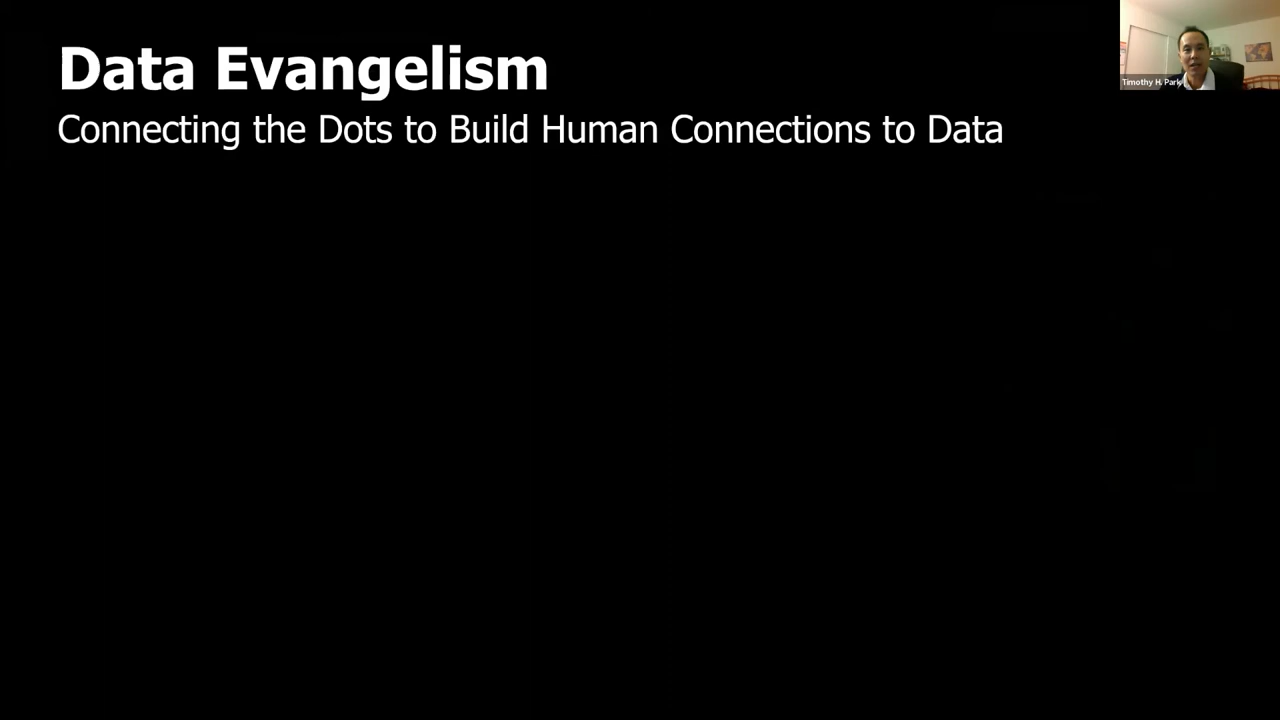 Data Evangelism
Connecting the Dots to Build Human Connections to Data
Timothy H. Park